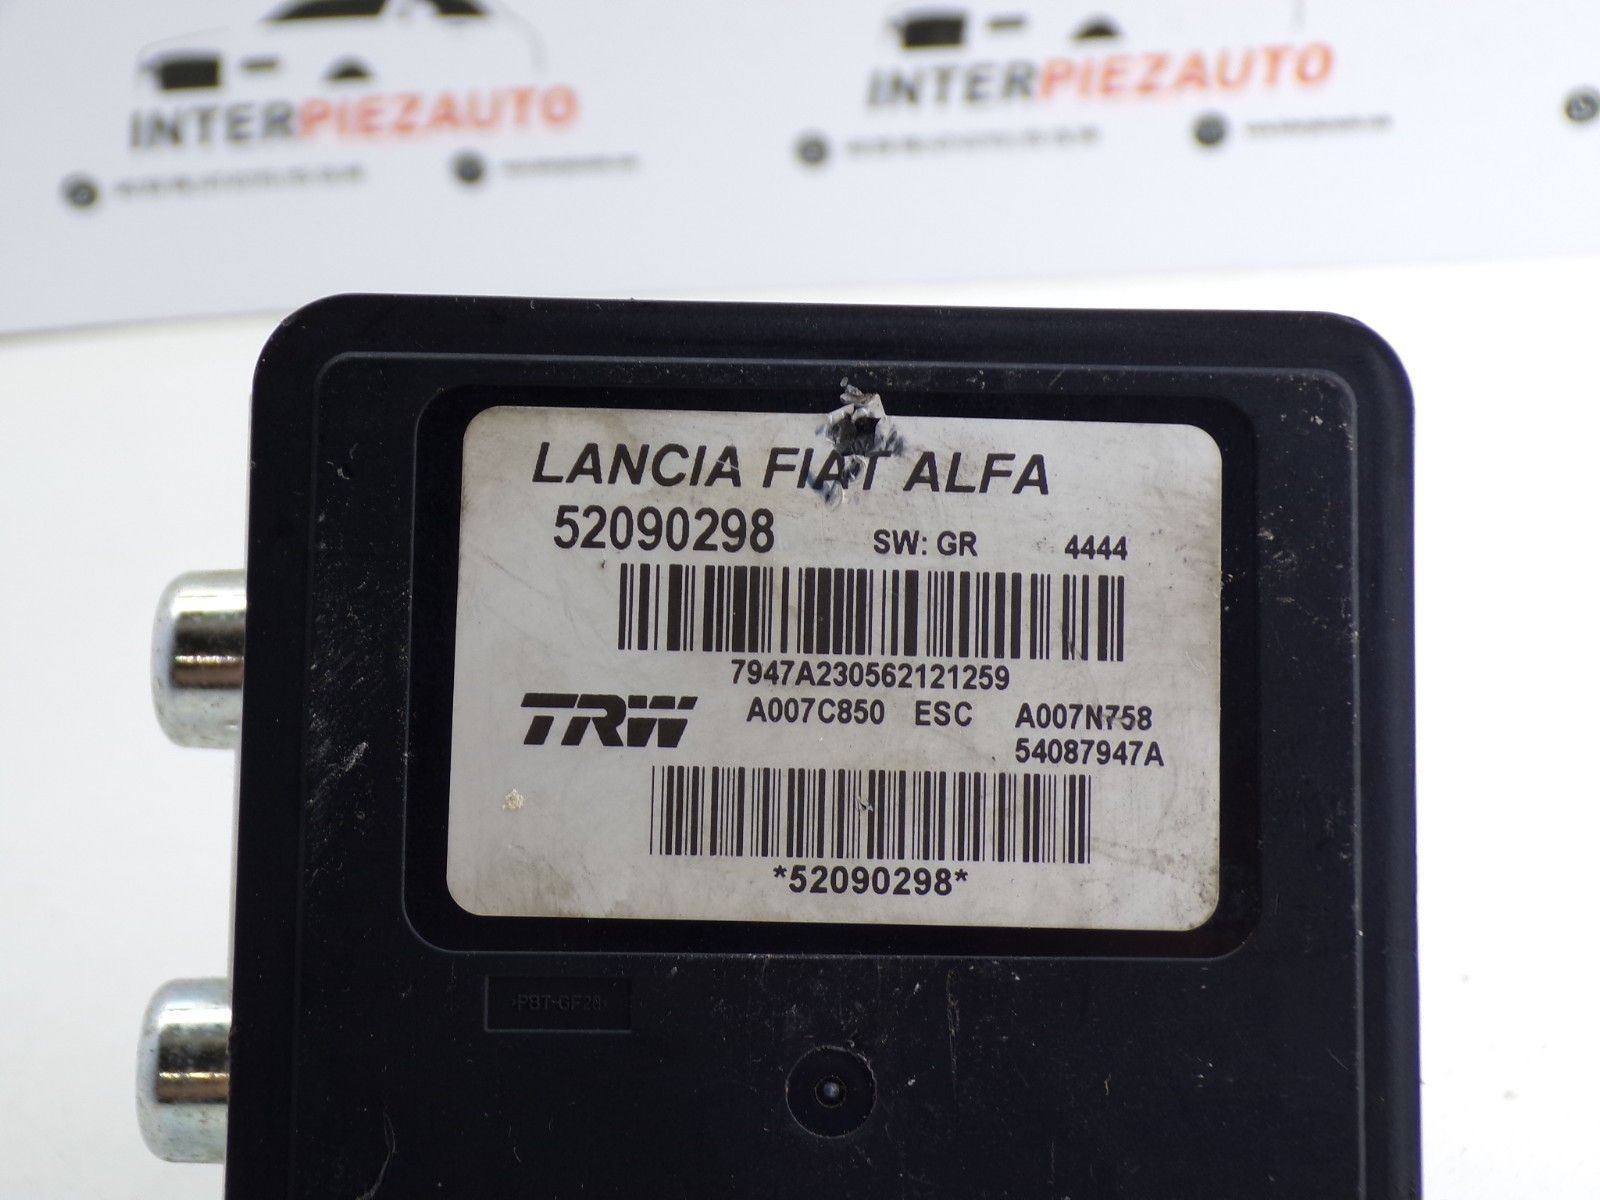 INTERPIEZAUTO
INTERPIEZAUTO
LANCIA FIAT ALFA
52090298 SW: GR 4444
7947A230562121259
TRW A007C850 ESC A007N758
54087947A
*52090298*